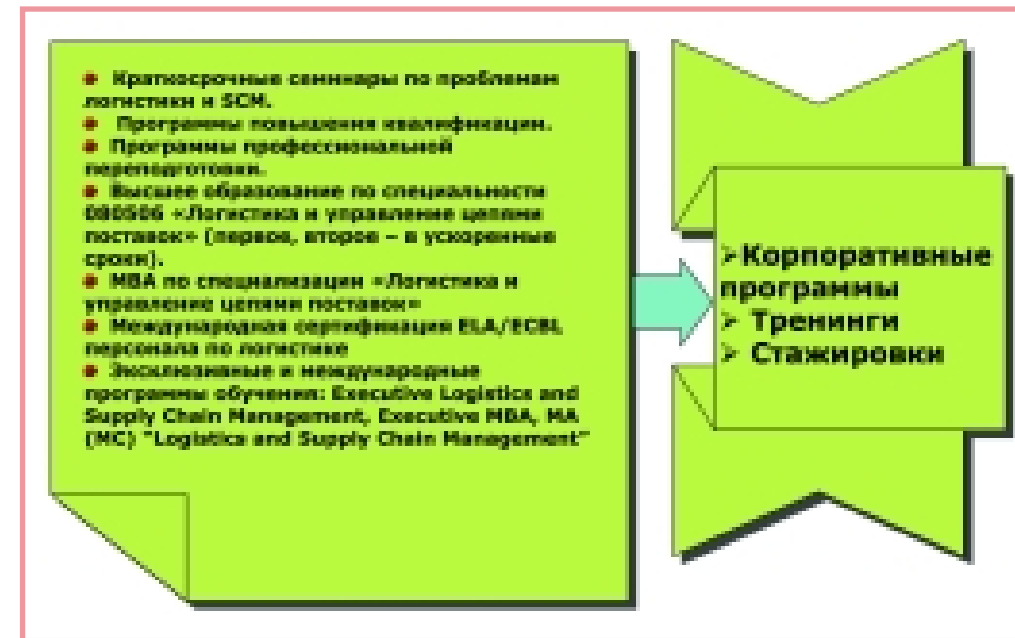 Краткосрочные семинары по проблемам
логистики и SCM.
Программы повышения квалификации.
Программы профессиональной
переподготовки.
Высшее образование по специальности
080506 «Логистика и управление цепями
поставок» (первое, второе – в ускоренные
сроки).
МВА по специализации «Логистика и
управление цепями поставок»
Международная сертификация ELA/ECBL
персонала по логистике
Эксклюзивные и международные
программы обучения: Executive Logistics and
Supply Chain Management, Executive MBA, MA
(MC) "Logistics and Supply Chain Management"
➢Корпоративные
программы
➢ Тренинги
➢ Стажировки